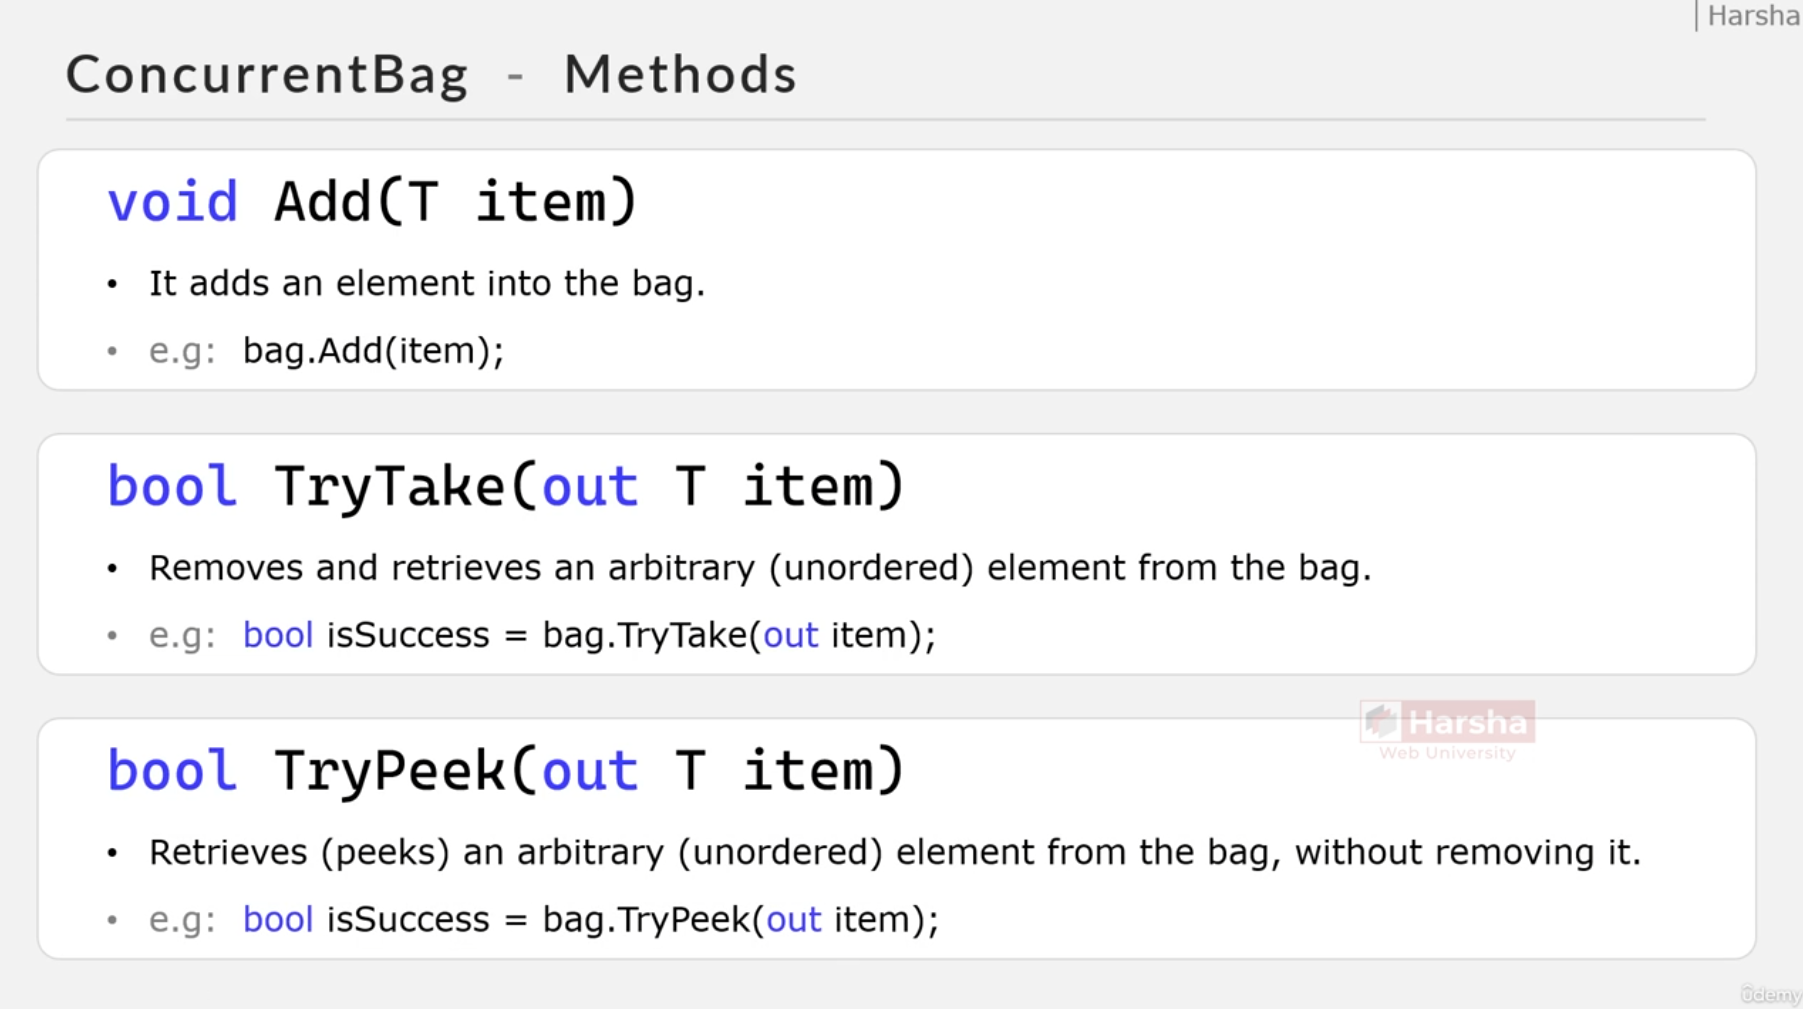 | Harsha
ConcurrentBag - Methods
void Add(T item)
• It adds an element into the bag.
• e.g: bag.Add(item);
bool TryTake(out T item)
• Removes and retrieves an arbitrary (unordered) element from the bag.
• e.g: bool isSuccess = bag.TryTake(out item);
Harsha
Web University
bool TryPeek(out T item)
• Retrieves (peeks) an arbitrary (unordered) element from the bag, without removing it.
• e.g: bool isSuccess = bag.TryPeek(out item);
ûdemy